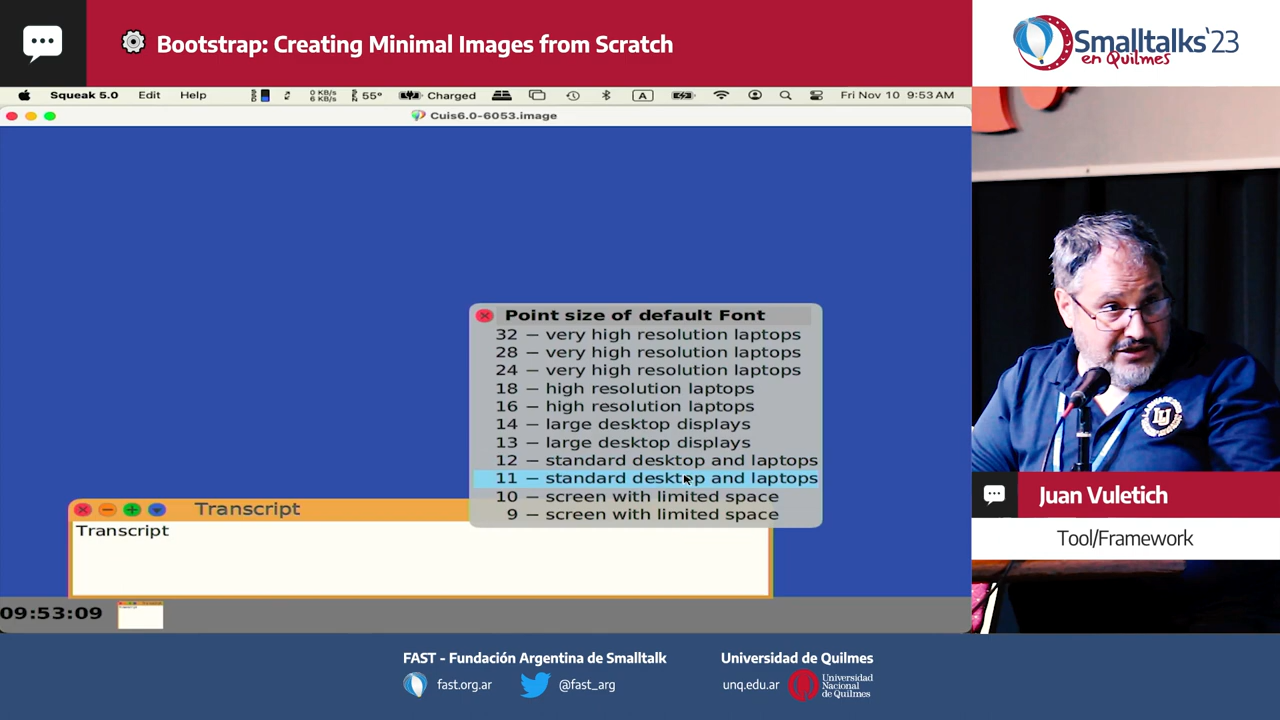 Bootstrap: Creating Minimal Images from Scratch
Smalltalks'23
en Quilmes
Squeak 5.0 Edit Help 0 KB/s 6 KB/s 55° Charged A Fri Nov 10 9:53 AM
Cuis6.0-6053.image
Point size of default Font
32 – very high resolution laptops
28 – very high resolution laptops
24 – very high resolution laptops
18 – high resolution laptops
16 – high resolution laptops
14 – large desktop displays
13 – large desktop displays
12 – standard desktop and laptops
11 – standard desktop and laptops
10 – screen with limited space
9 – screen with limited space
Transcript
Transcript
09:53:09
LU
Juan Vuletich
Tool/Framework
FAST - Fundación Argentina de Smalltalk
fast.org.ar
@fast_arg
Universidad de Quilmes
unq.edu.ar
Universidad
Nacional
de Quilmes